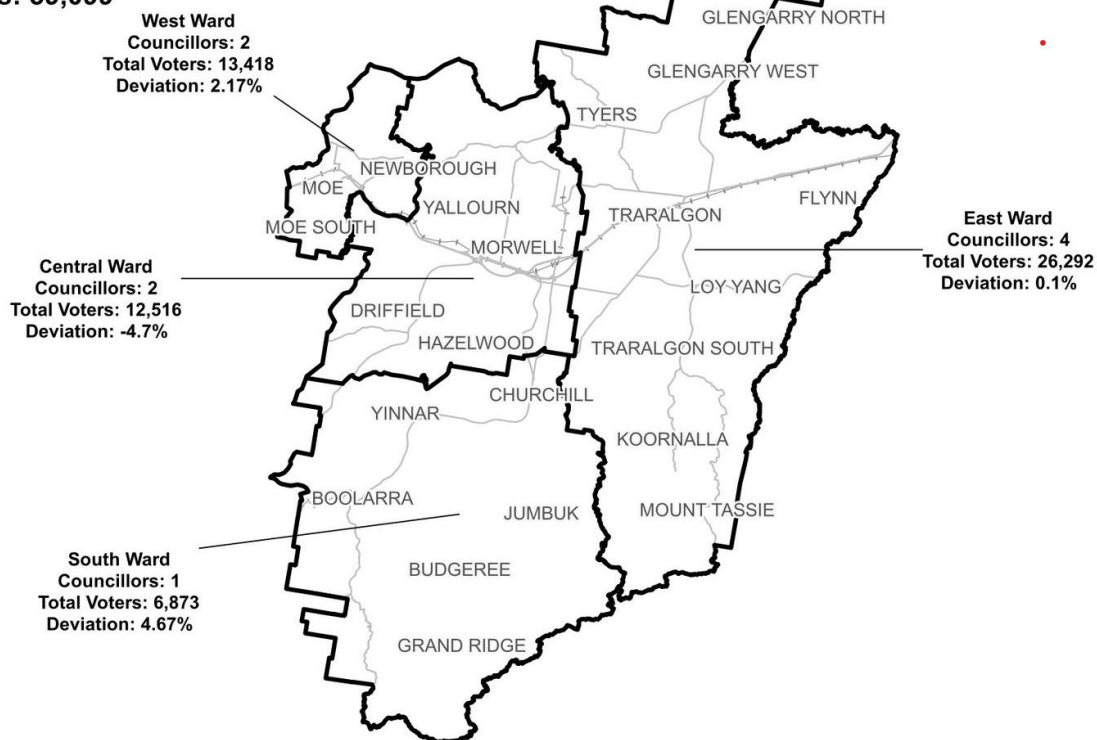 West Ward
Councillors: 2
Total Voters: 13,418
Deviation: 2.17%
GLENGARRY NORTH
GLENGARRY WEST
TYERS
NEWBOROUGH
MOE
YALLOURN
FLYNN
MOE SOUTH
TRARALGON
East Ward
Councillors: 4
Total Voters: 26,292
Deviation: 0.1%
MORWELL
Central Ward
Councillors: 2
Total Voters: 12,516
Deviation: -4.7%
LOY YANG
DRIFFIELD
HAZELWOOD
TRARALGON SOUTH
CHURCHILL
YINNAR
KOORNALLA
BOOLARRA
JUMBUK
MOUNT TASSIE
South Ward
Councillors: 1
Total Voters: 6,873
Deviation: 4.67%
BUDGEREE
GRAND RIDGE